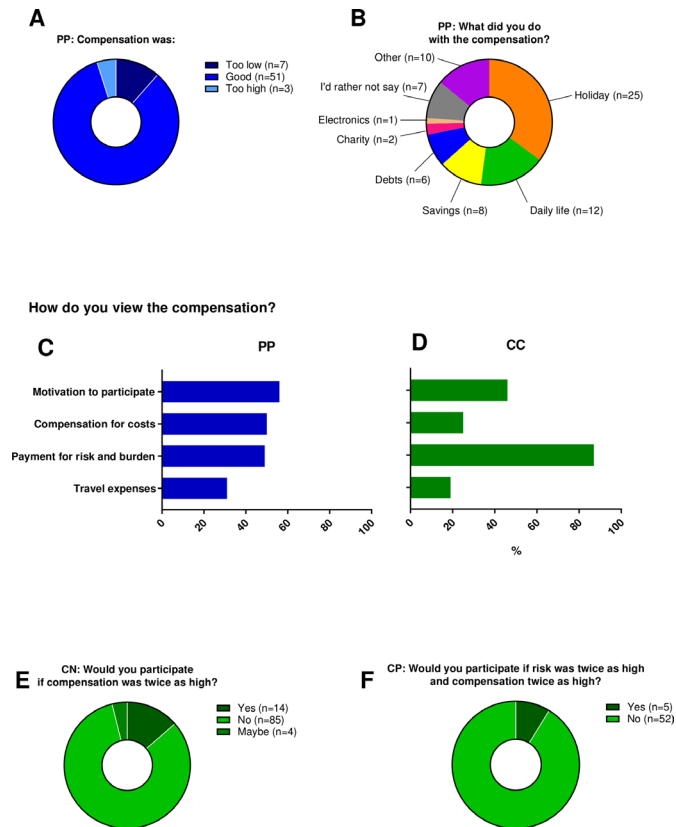 A
PP: Compensation was:
Too low (n=7)
Good (n=51)
Too high (n=3)
B
PP: What did you do
with the compensation?
Other (n=10)
I'd rather not say (n=7)
Electronics (n=1)
Charity (n=2)
Debts (n=6)
Savings (n=8)
Daily life (n=12)
Holiday (n=25)
How do you view the compensation?
C
PP
Motivation to participate
Compensation for costs
Payment for risk and burden
Travel expenses
0 20 40 60 80 100
D
CC
0 20 40 60 80 100
%
E
CN: Would you participate
if compensation was twice as high?
Yes (n=14)
No (n=85)
Maybe (n=4)
F
CP: Would you participate if risk was twice as high
and compensation twice as high?
Yes (n=5)
No (n=52)